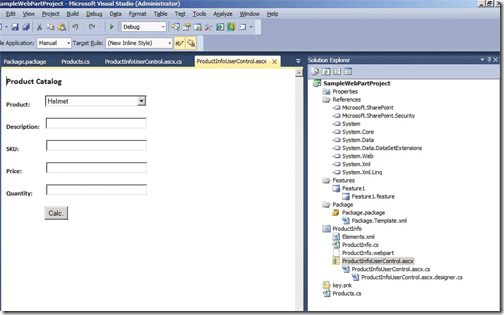 SampleWebPartProject - Microsoft Visual Studio (Administrator)
Edit View Project Build Debug Data Format Table Tools Test Tools Architecture Analyze Window Help
Debug
le Application: Manual Target Rule: (New Inline Style)
Package.package Products.cs ProductInfoUserControl.ascx.cs ProductInfoUserControl.ascx
Product Catalog
Product: Helmet
Description:
SKU:
Price:
Quantity:
Calc.
Solution Explorer
SampleWebPartProject
Properties
References
Microsoft.SharePoint
Microsoft.SharePoint.Security
System
System.Core
System.Data
System.Data.DataSetExtensions
System.Web
System.Xml
System.Xml.Linq
Features
Feature1
Feature1.feature
Package
Package.package
Package.Template.xml
ProductInfo
Elements.xml
ProductInfo.cs
ProductInfo.webpart
ProductInfoUserControl.ascx
ProductInfoUserControl.ascx.cs
ProductInfoUserControl.ascx.designer.cs
key.snk
Products.cs